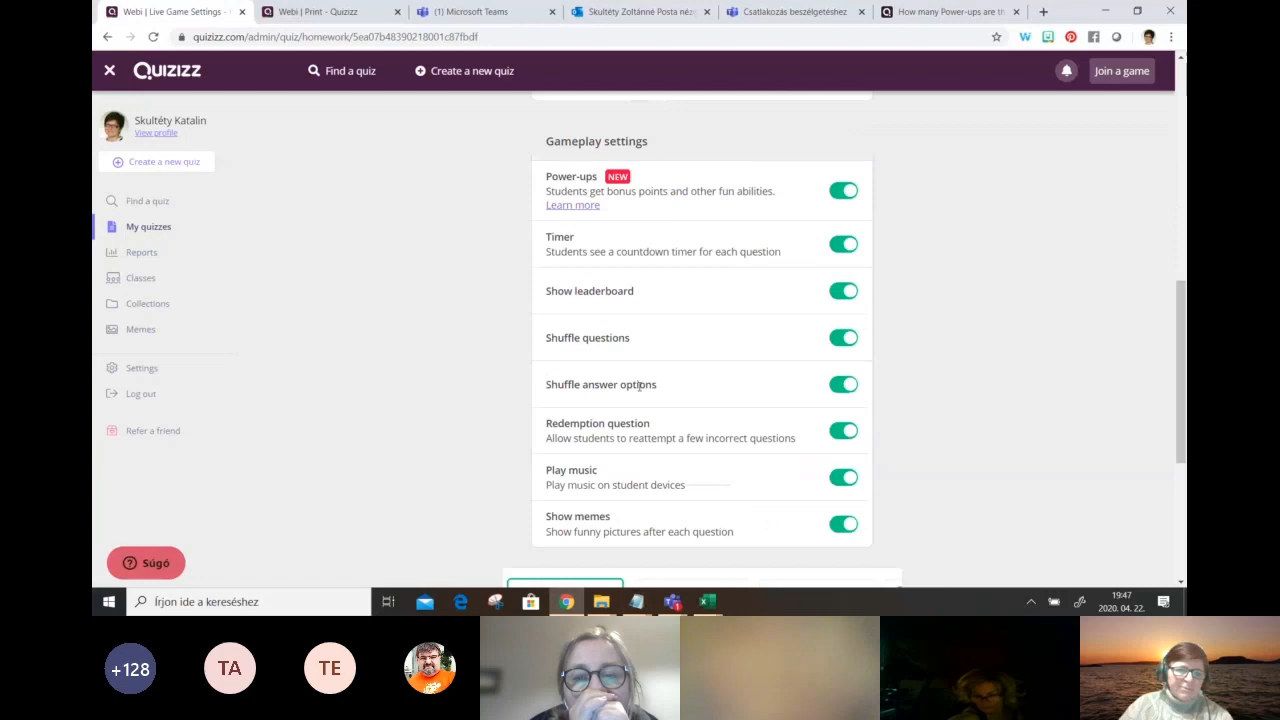 Webi | Live Game Settings -
Webi | Print - Quizizz
(1) Microsoft Teams
Skultéty Zoltánné Posta néze
Csatlakozás beszélgetéshez
How many Power-ups are th
quizizz.com/admin/quiz/homework/5ea07b48390218001c87fbdf
QUIZIZZ
Find a quiz
Create a new quiz
Join a game
Skultéty Katalin
View profile
Create a new quiz
Find a quiz
My quizzes
Reports
Classes
Collections
Memes
Settings
Log out
Refer a friend
Súgó
Gameplay settings
Power-ups NEW
Students get bonus points and other fun abilities.
Learn more
Timer
Students see a countdown timer for each question
Show leaderboard
Shuffle questions
Shuffle answer options
Redemption question
Allow students to reattempt a few incorrect questions
Play music
Play music on student devices
Show memes
Show funny pictures after each question
Írjon ide a kereséshez
19:47
2020. 04. 22.
+128
TA
TE